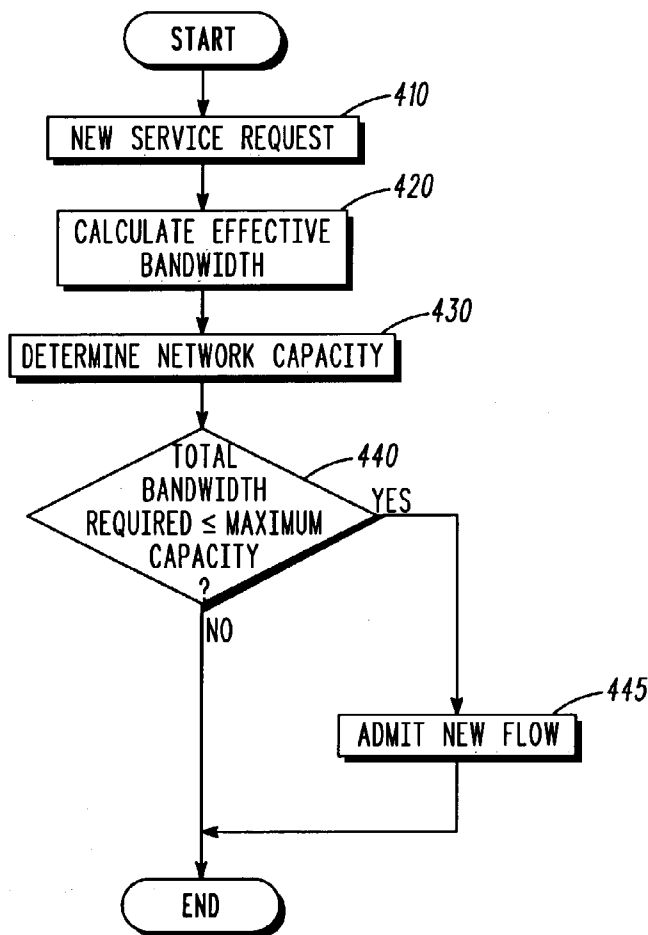 START
410
NEW SERVICE REQUEST
420
CALCULATE EFFECTIVE
BANDWIDTH
430
DETERMINE NETWORK CAPACITY
440
TOTAL
BANDWIDTH
REQUIRED ≤ MAXIMUM
CAPACITY
?
YES
NO
445
ADMIT NEW FLOW
END